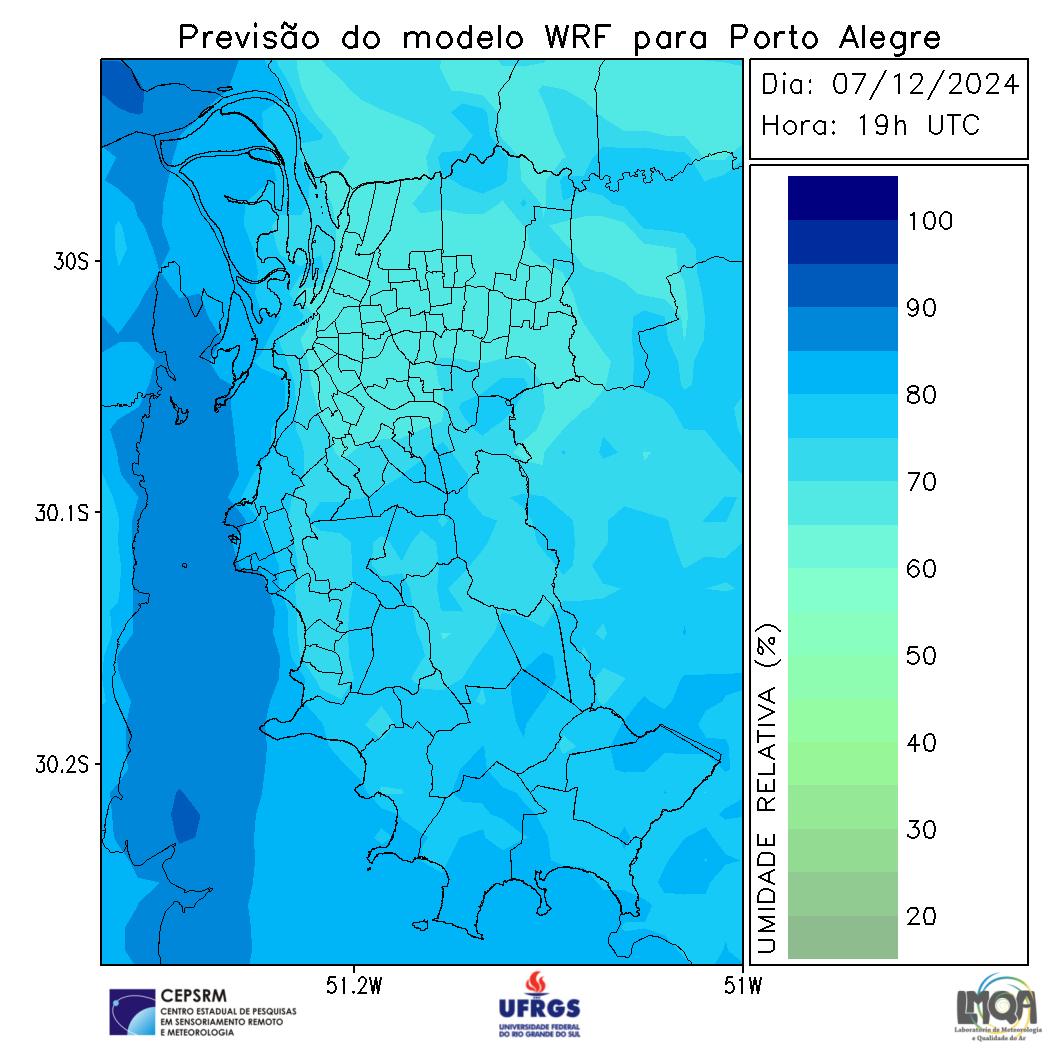 Previsão do modelo WRF para Porto Alegre
Dia: 07/12/2024
Hora: 19h UTC
100
90
80
70
60
50
40
30
20
UMIDADE RELATIVA (%)
30S
30.1S
30.2S
51.2W
51W
CEPSRM
CENTRO ESTADUAL DE PESQUISAS
EM SENSORIAMENTO REMOTO
E METEOROLOGIA
UFRGS
UNIVERSIDADE FEDERAL
DO RIO GRANDE DO SUL
LMQA
Laboratório de Meteorologia
e Qualidade do Ar